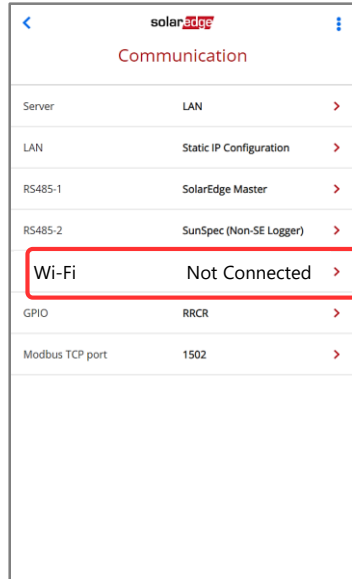 solaredge
Communication
Server LAN
LAN Static IP Configuration
RS485-1 SolarEdge Master
RS485-2 SunSpec (Non-SE Logger)
Wi-Fi Not Connected
GPIO RRCR
Modbus TCP port 1502